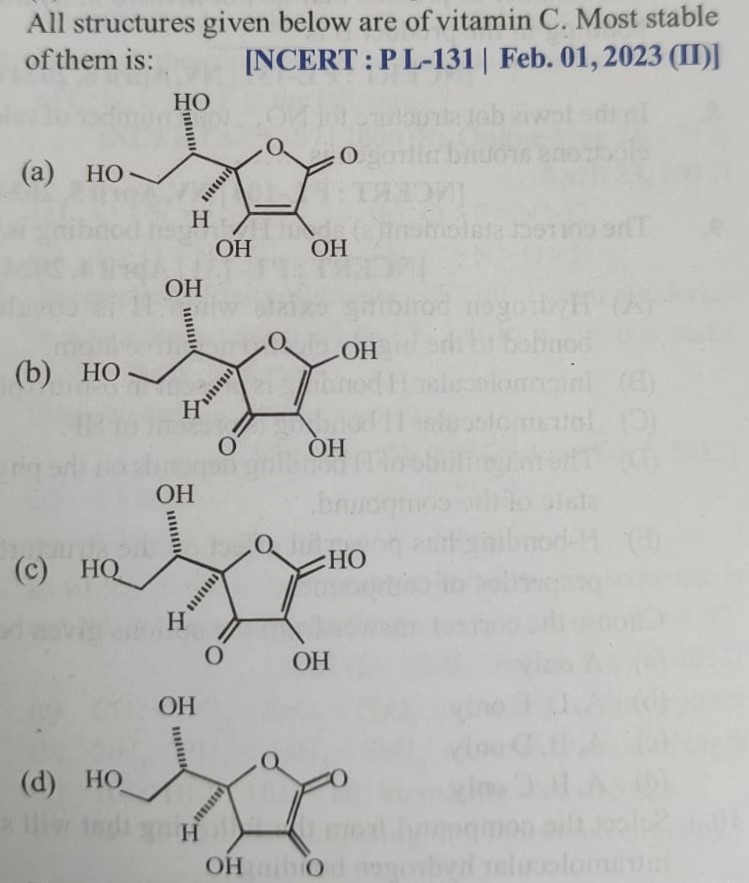 All structures given below are of vitamin C. Most stable
of them is: [NCERT : P L-131 | Feb. 01, 2023 (II)]
HO
(a) HO O O
H
OH OH
OH
(b) HO O OH
H
O OH
OH
(c) HO O HO
H
O OH
OH
(d) HO O O
H
OH O